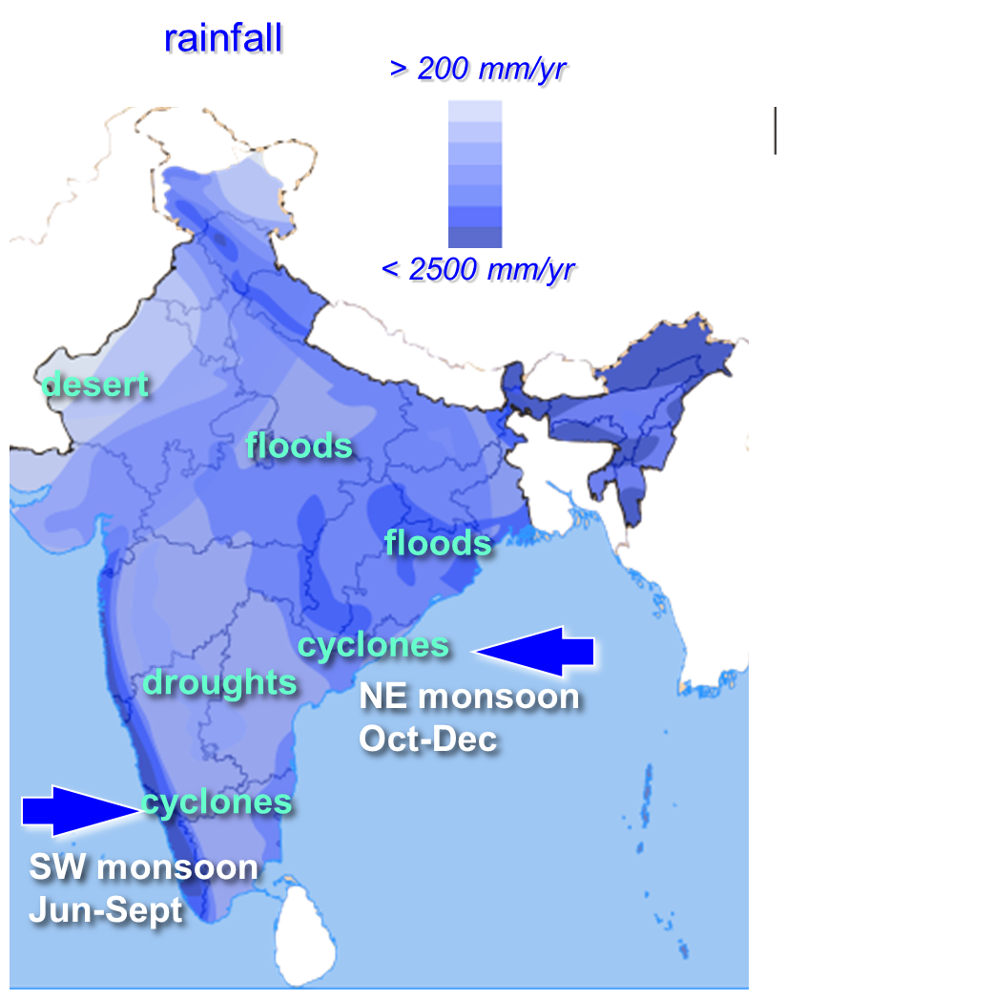 rainfall
> 200 mm/yr
< 2500 mm/yr
desert
floods
floods
cyclones
droughts
NE monsoon
Oct-Dec
cyclones
SW monsoon
Jun-Sept